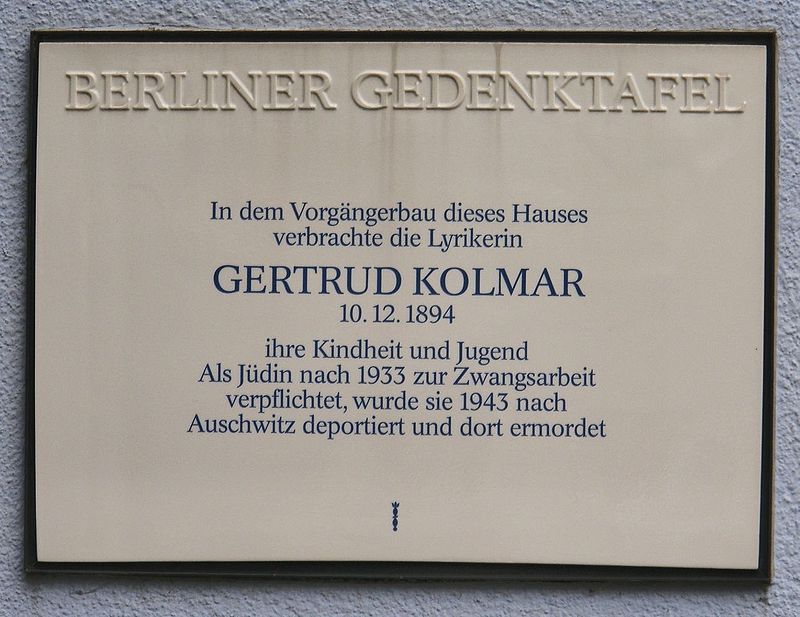 BERLINER GEDENKTAFEL
In dem Vorgängerbau dieses Hauses
verbrachte die Lyrikerin
GERTRUD KOLMAR
10. 12. 1894
ihre Kindheit und Jugend
Als Jüdin nach 1933 zur Zwangsarbeit
verpflichtet, wurde sie 1943 nach
Auschwitz deportiert und dort ermordet